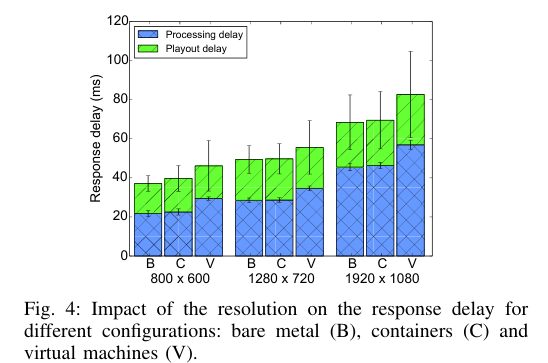 120
100
80
60
40
20
0
Response delay (ms)
Processing delay
Playout delay
B C V B C V B C V
800 x 600 1280 x 720 1920 x 1080
Fig. 4: Impact of the resolution on the response delay for
different configurations: bare metal (B), containers (C) and
virtual machines (V).